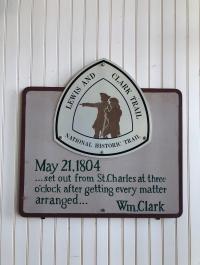 LEWIS AND CLARK TRAIL
NATIONAL HISTORIC TRAIL
May 21, 1804
...set out from St. Charles at three
o'clock after getting every matter
arranged...
Wm. Clark